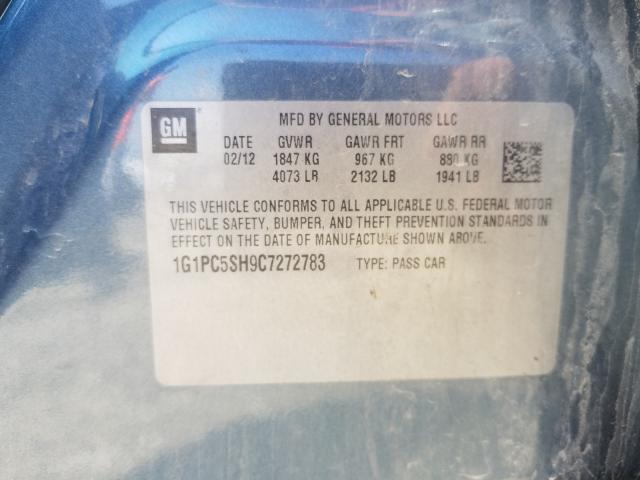 GM
MFD BY GENERAL MOTORS LLC
DATE GVWR GAWR FRT GAWR RR
02/12 1847 KG 967 KG 880 KG
4073 LB 2132 LB 1941 LB
THIS VEHICLE CONFORMS TO ALL APPLICABLE U.S. FEDERAL MOTOR
VEHICLE SAFETY, BUMPER, AND THEFT PREVENTION STANDARDS IN
EFFECT ON THE DATE OF MANUFACTURE SHOWN ABOVE.
1G1PC5SH9C7272783 TYPE: PASS CAR